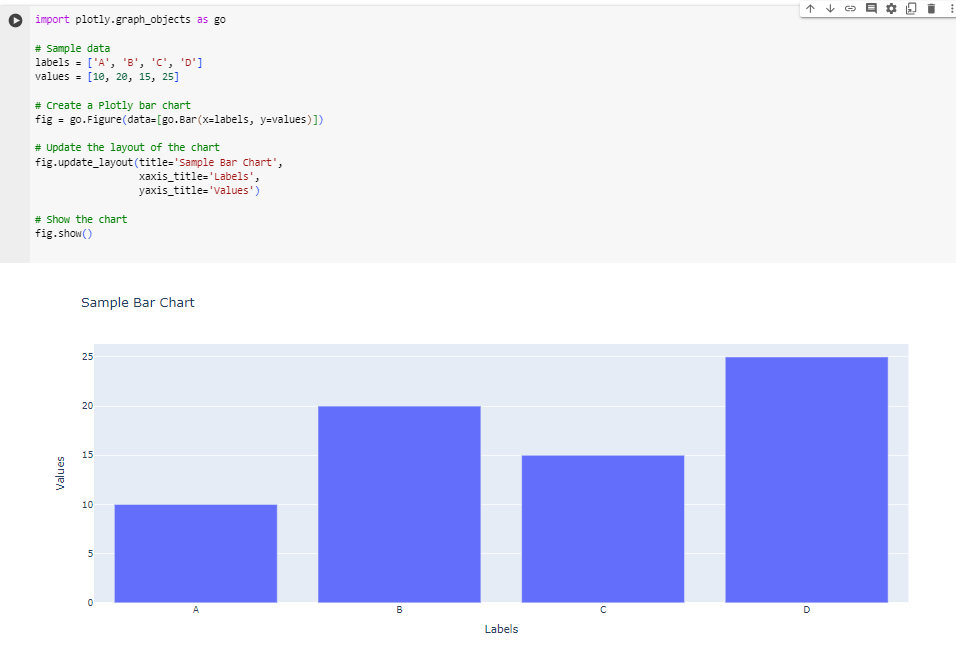 import plotly.graph_objects as go
# Sample data
labels = ['A', 'B', 'C', 'D']
values = [10, 20, 15, 25]
# Create a Plotly bar chart
fig = go.Figure(data=[go.Bar(x=labels, y=values)])
# Update the layout of the chart
fig.update_layout(title='Sample Bar Chart',
xaxis_title='Labels',
yaxis_title='Values')
# Show the chart
fig.show()
Sample Bar Chart
25
20
15
10
5
0
Values
A B C D
Labels